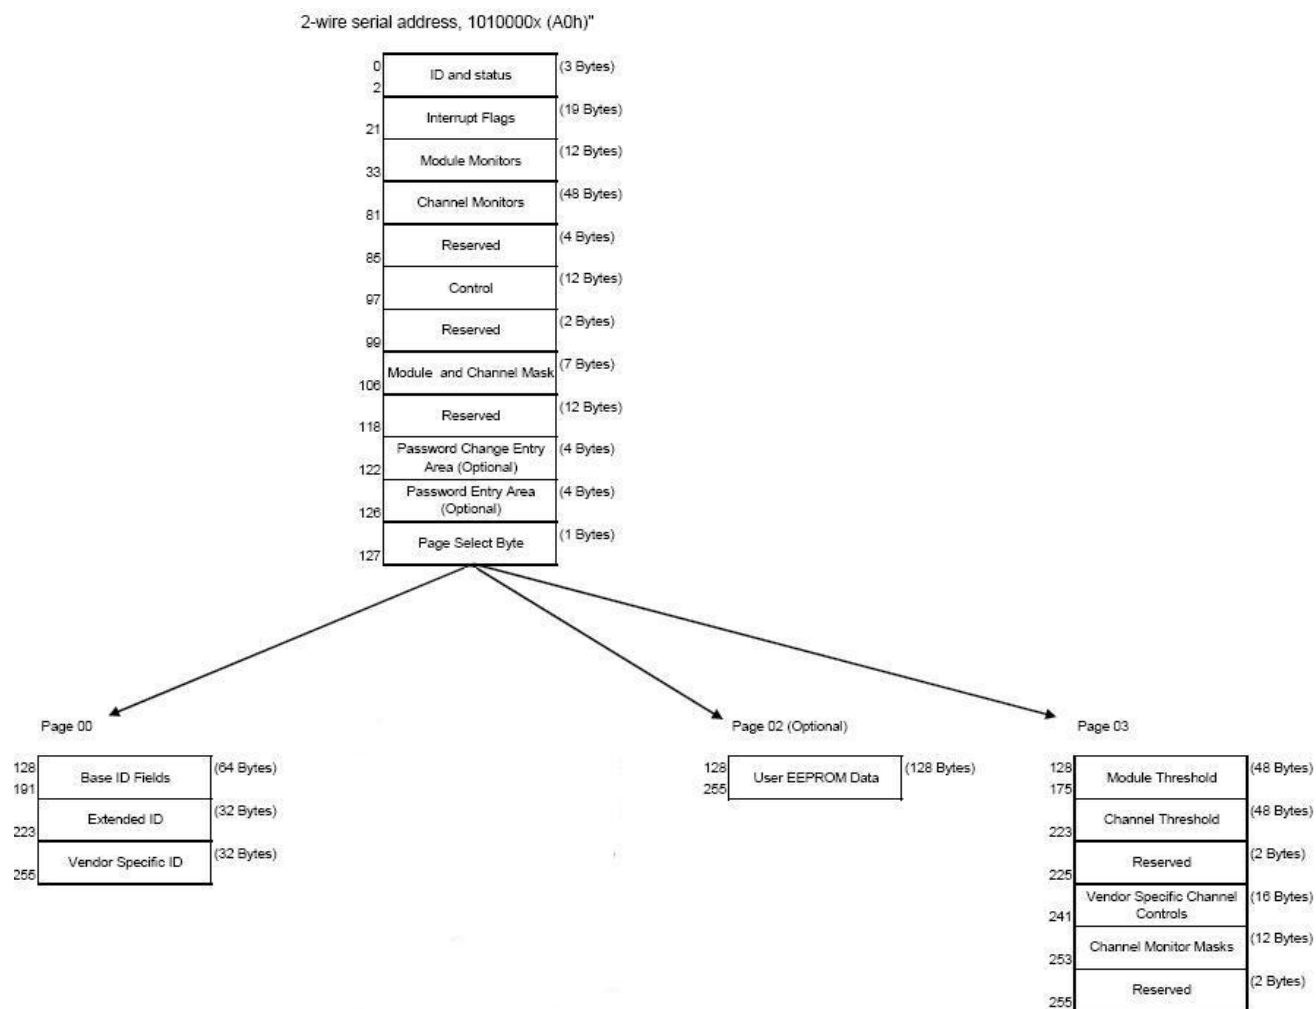 2-wire serial address, 1010000x (A0h)"
0
ID and status
(3 Bytes)
2
Interrupt Flags
(19 Bytes)
21
Module Monitors
(12 Bytes)
33
Channel Monitors
(48 Bytes)
81
Reserved
(4 Bytes)
85
Control
(12 Bytes)
97
Reserved
(2 Bytes)
99
Module and Channel Mask
(7 Bytes)
106
Reserved
(12 Bytes)
118
Password Change Entry
Area (Optional)
(4 Bytes)
122
Password Entry Area
(Optional)
(4 Bytes)
126
Page Select Byte
(1 Bytes)
127
Page 00
128
Base ID Fields
(64 Bytes)
191
Extended ID
(32 Bytes)
223
Vendor Specific ID
(32 Bytes)
255
Page 02 (Optional)
128
User EEPROM Data
(128 Bytes)
255
Page 03
128
Module Threshold
(48 Bytes)
175
Channel Threshold
(48 Bytes)
223
Reserved
(2 Bytes)
225
Vendor Specific Channel
Controls
(16 Bytes)
241
Channel Monitor Masks
(12 Bytes)
253
Reserved
(2 Bytes)
255